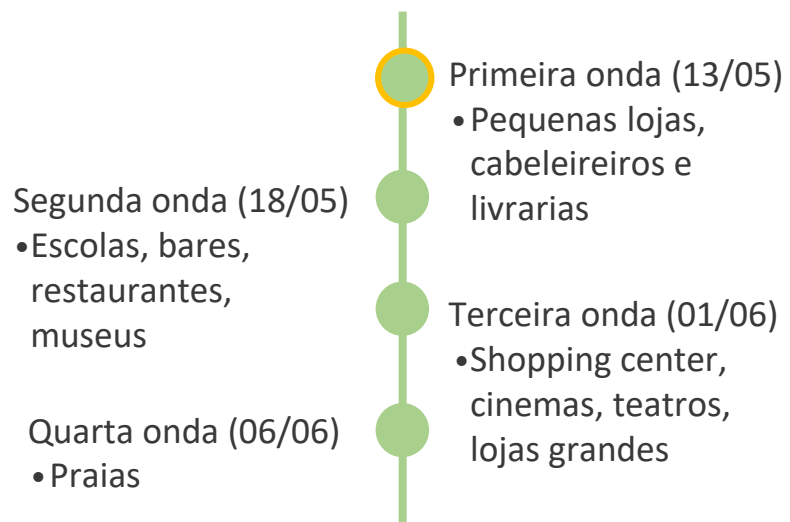 Primeira onda (13/05)
•Pequenas lojas,
cabeleireiros e
livrarias
Segunda onda (18/05)
•Escolas, bares,
restaurantes,
museus
Terceira onda (01/06)
•Shopping center,
cinemas, teatros,
lojas grandes
Quarta onda (06/06)
•Praias